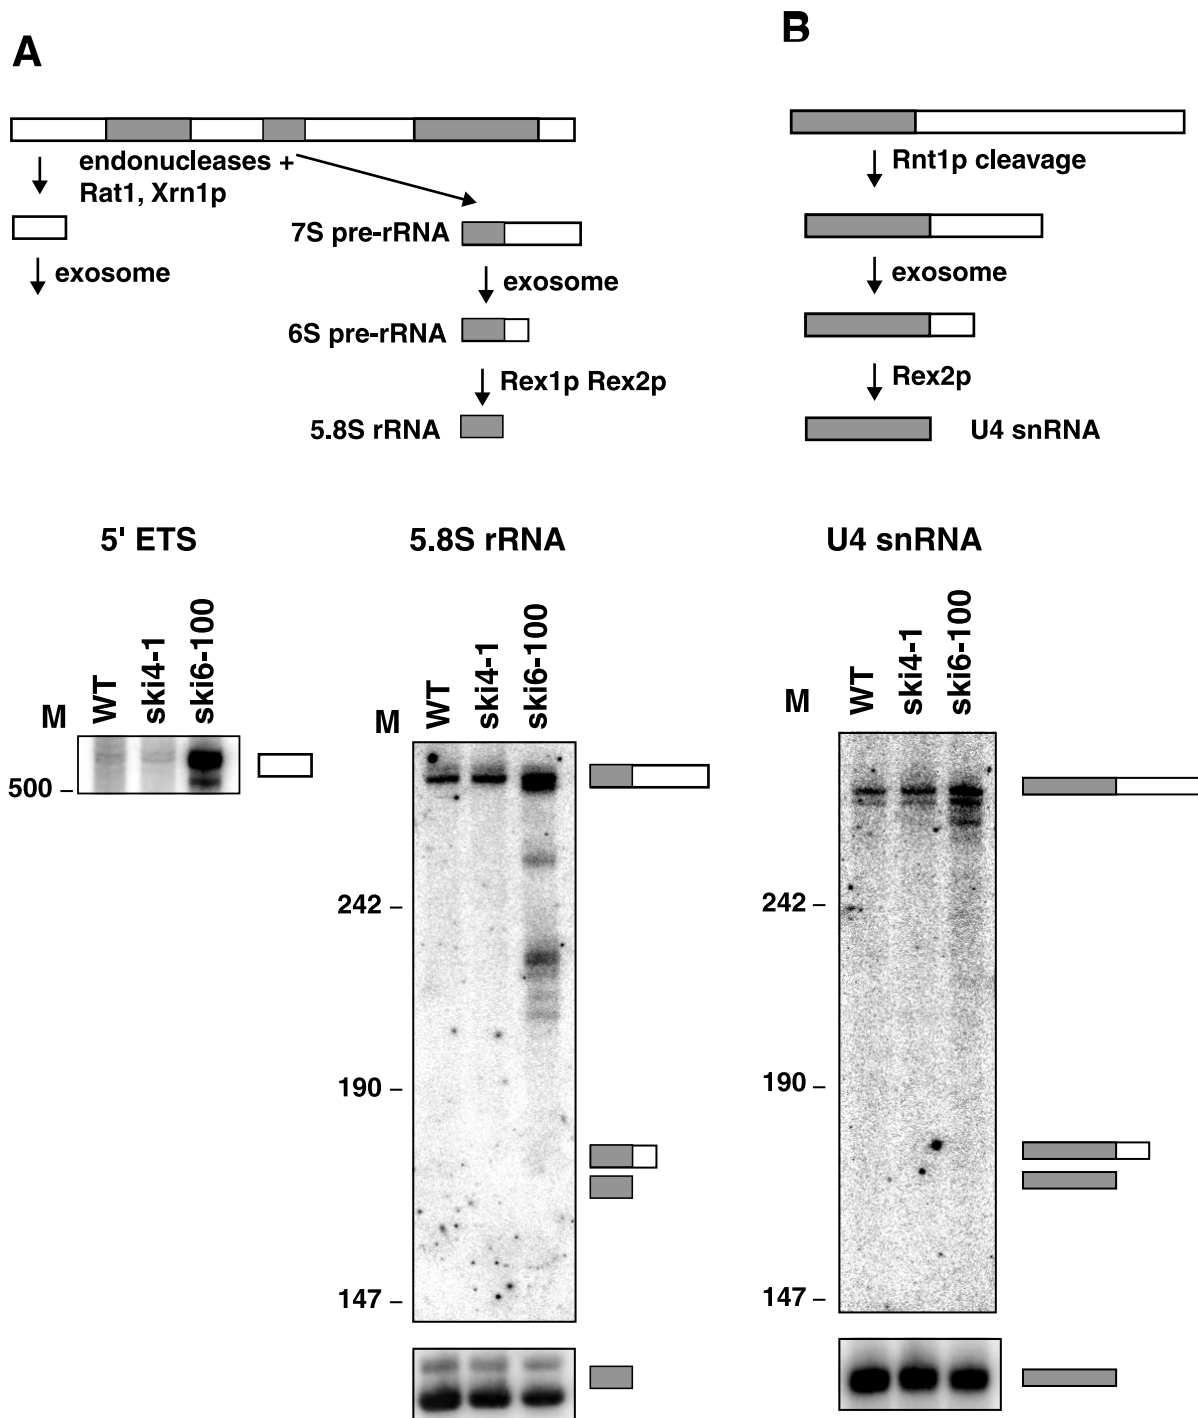 A
B
endonucleases +
Rat1, Xrn1p
exosome
7S pre-rRNA
exosome
6S pre-rRNA
Rex1p Rex2p
5.8S rRNA
Rnt1p cleavage
exosome
Rex2p
U4 snRNA
5' ETS
M
WT
ski4-1
ski6-100
500 –
5.8S rRNA
M
WT
ski4-1
ski6-100
242 –
190 –
147 –
U4 snRNA
M
WT
ski4-1
ski6-100
242 –
190 –
147 –